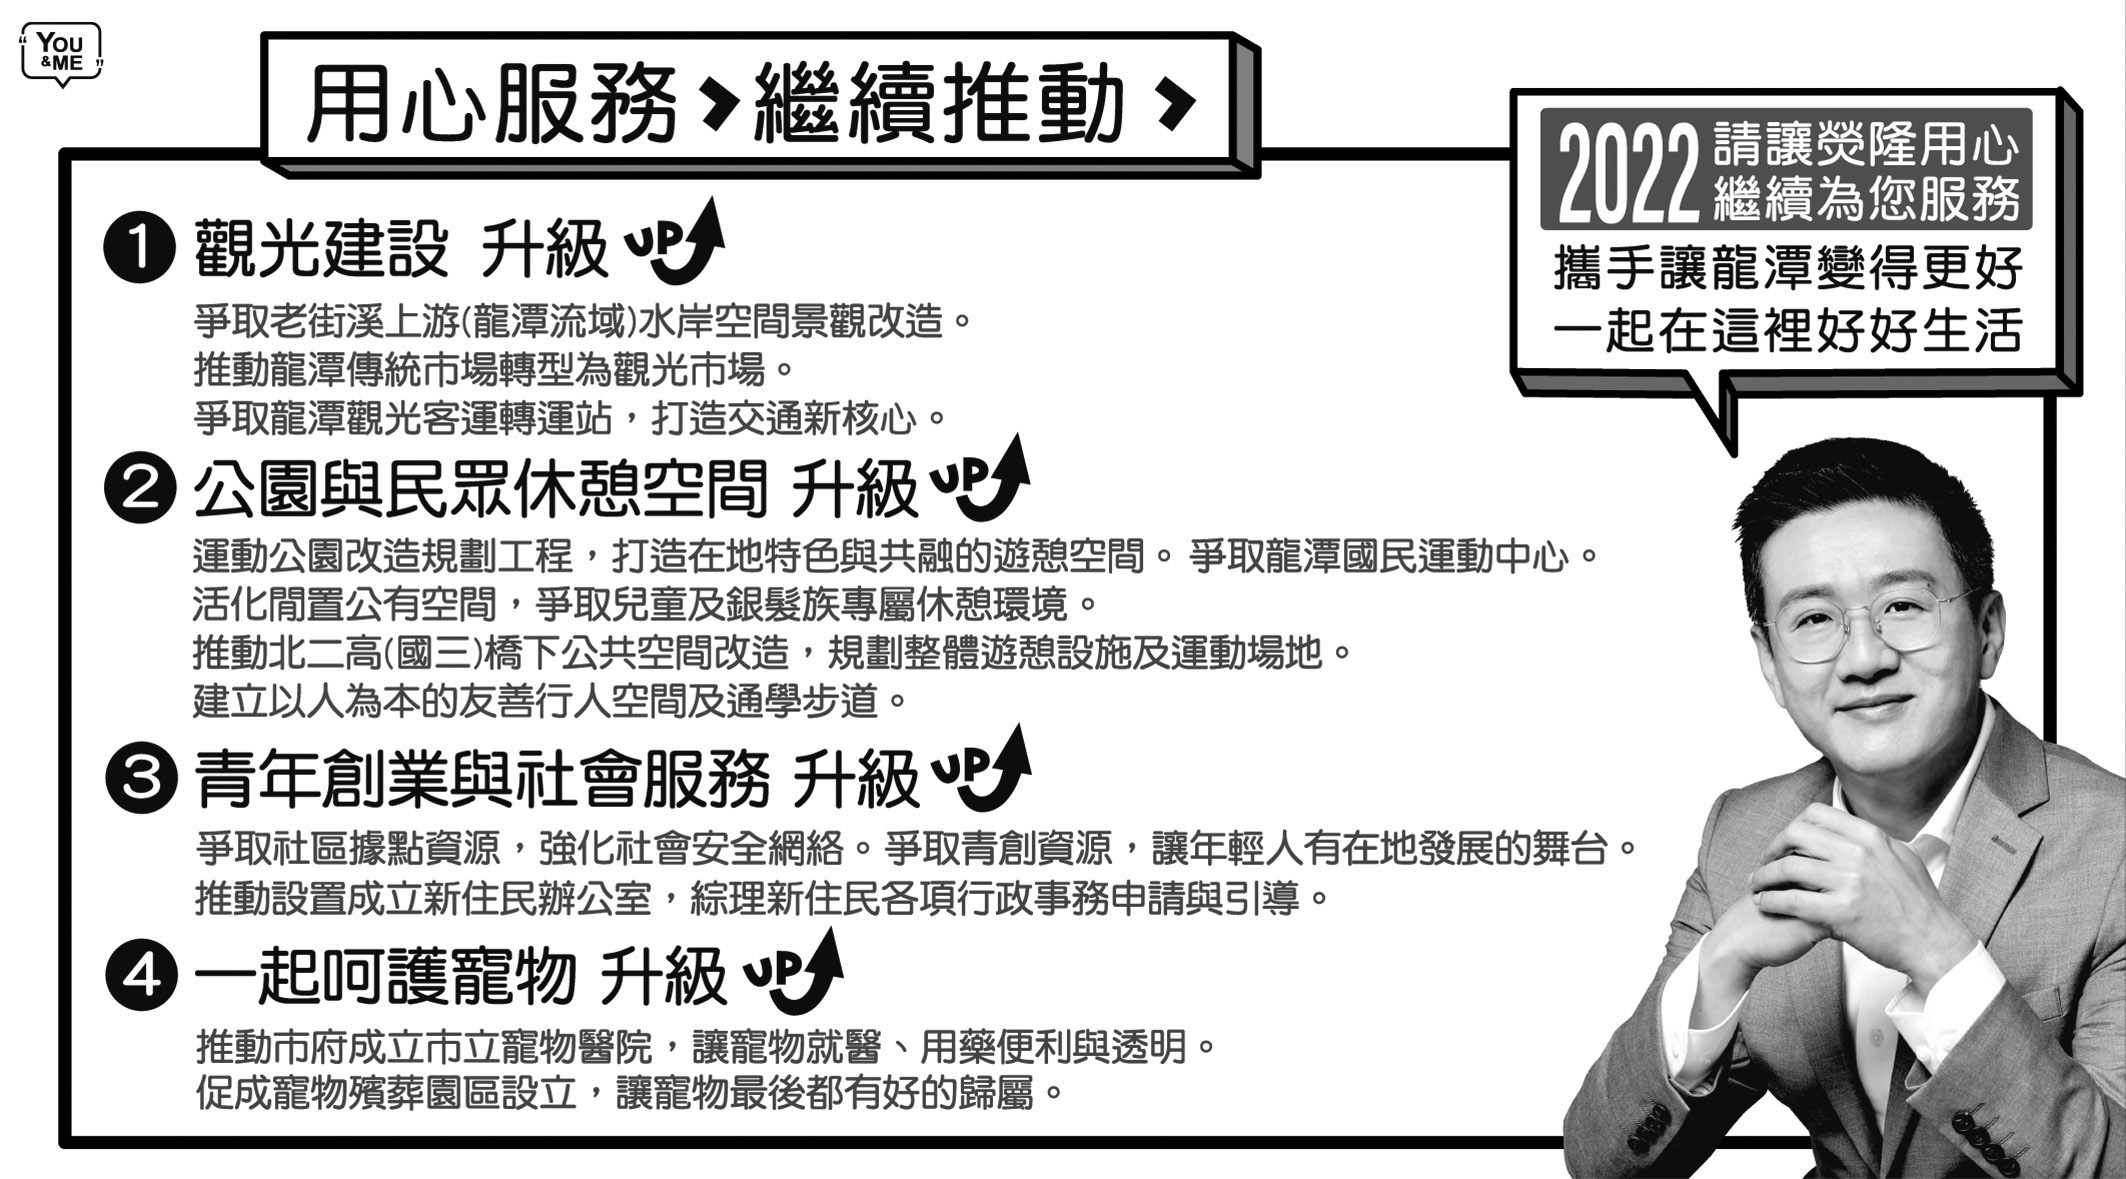 YOU
&ME
用心服務 繼續推動
2022 請讓熒隆用心
繼續為您服務
攜手讓龍潭變得更好
一起在這裡好好生活
1 觀光建設 升級 UP
爭取老街溪上游(龍潭流域)水岸空間景觀改造。
推動龍潭傳統市場轉型為觀光市場。
爭取龍潭觀光客運轉運站，打造交通新核心。
2 公園與民眾休憩空間 升級 UP
運動公園改造規劃工程，打造在地特色與共融的遊憩空間。爭取龍潭國民運動中心。
活化閒置公有空間，爭取兒童及銀髮族專屬休憩環境。
推動北二高(國三)橋下公共空間改造，規劃整體遊憩設施及運動場地。
建立以人為本的友善行人空間及通學步道。
3 青年創業與社會服務 升級 UP
爭取社區據點資源，強化社會安全網絡。爭取青創資源，讓年輕人有在地發展的舞台。
推動設置成立新住民辦公室，綜理新住民各項行政事務申請與引導。
4 一起呵護寵物 升級 UP
推動市府成立市立寵物醫院，讓寵物就醫、用藥便利與透明。
促成寵物殯葬園區設立，讓寵物最後都有好的歸屬。